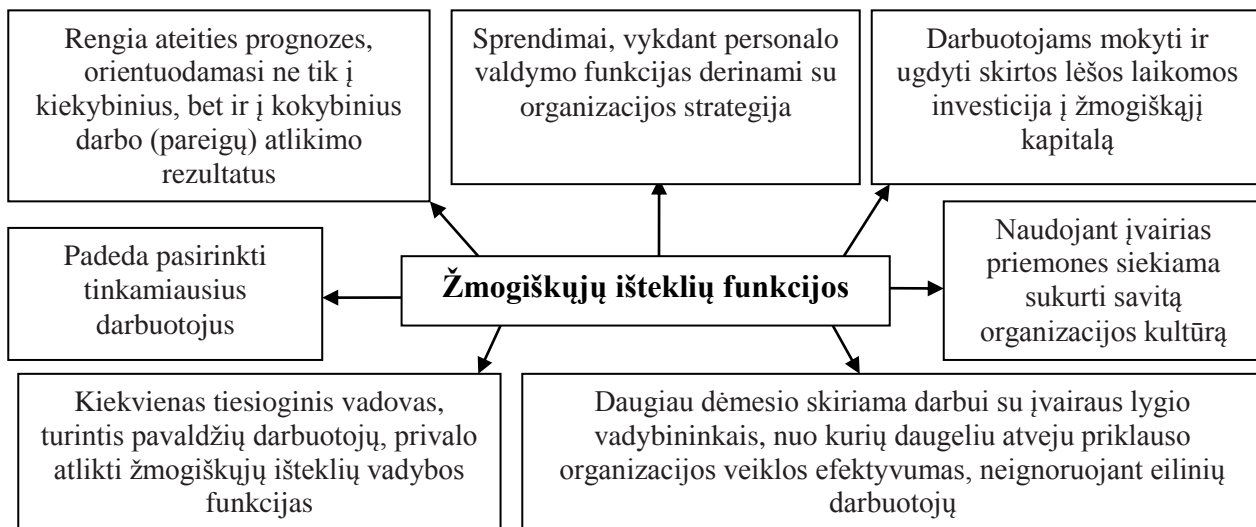 Rengia ateities prognozes,
orientuodamasi ne tik į
kiekybinius, bet ir į kokybinius
darbo (pareigų) atlikimo
rezultatus
Sprendimai, vykdant personalo
valdymo funkcijas derinami su
organizacijos strategija
Darbuotojams mokyti ir
ugdyti skirtos lėšos laikomos
investicija į žmogiškąjį
kapitalą
Padeda pasirinkti
tinkamiausius
darbuotojus
Žmogiškųjų išteklių funkcijos
Naudojant įvairias
priemones siekiama
sukurti savitą
organizacijos kultūrą
Kiekvienas tiesioginis vadovas,
turintis pavaldžių darbuotojų, privalo
atlikti žmogiškųjų išteklių vadybos
funkcijas
Daugiau dėmesio skiriama darbui su įvairaus lygio
vadybininkais, nuo kurių daugeliu atveju priklauso
organizacijos veiklos efektyvumas, neignoruojant eilinių
darbuotojų